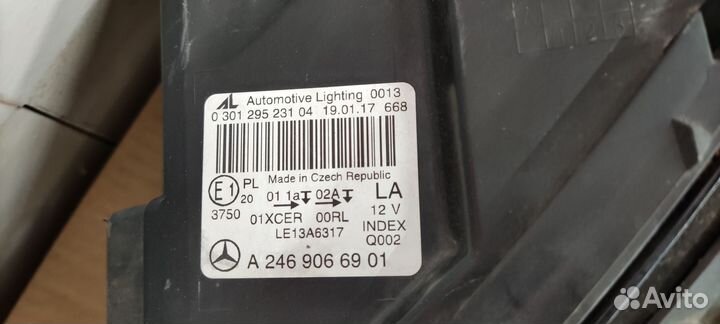 AL Automotive Lighting 0013
0 301 295 231 04 19.01.17 668
Made in Czech Republic
E1 PL 20 01 1a 02A LA
3750 01XCER 00RL 12 V
LE13A6317 INDEX
Q002
A 246 906 69 01
Avito